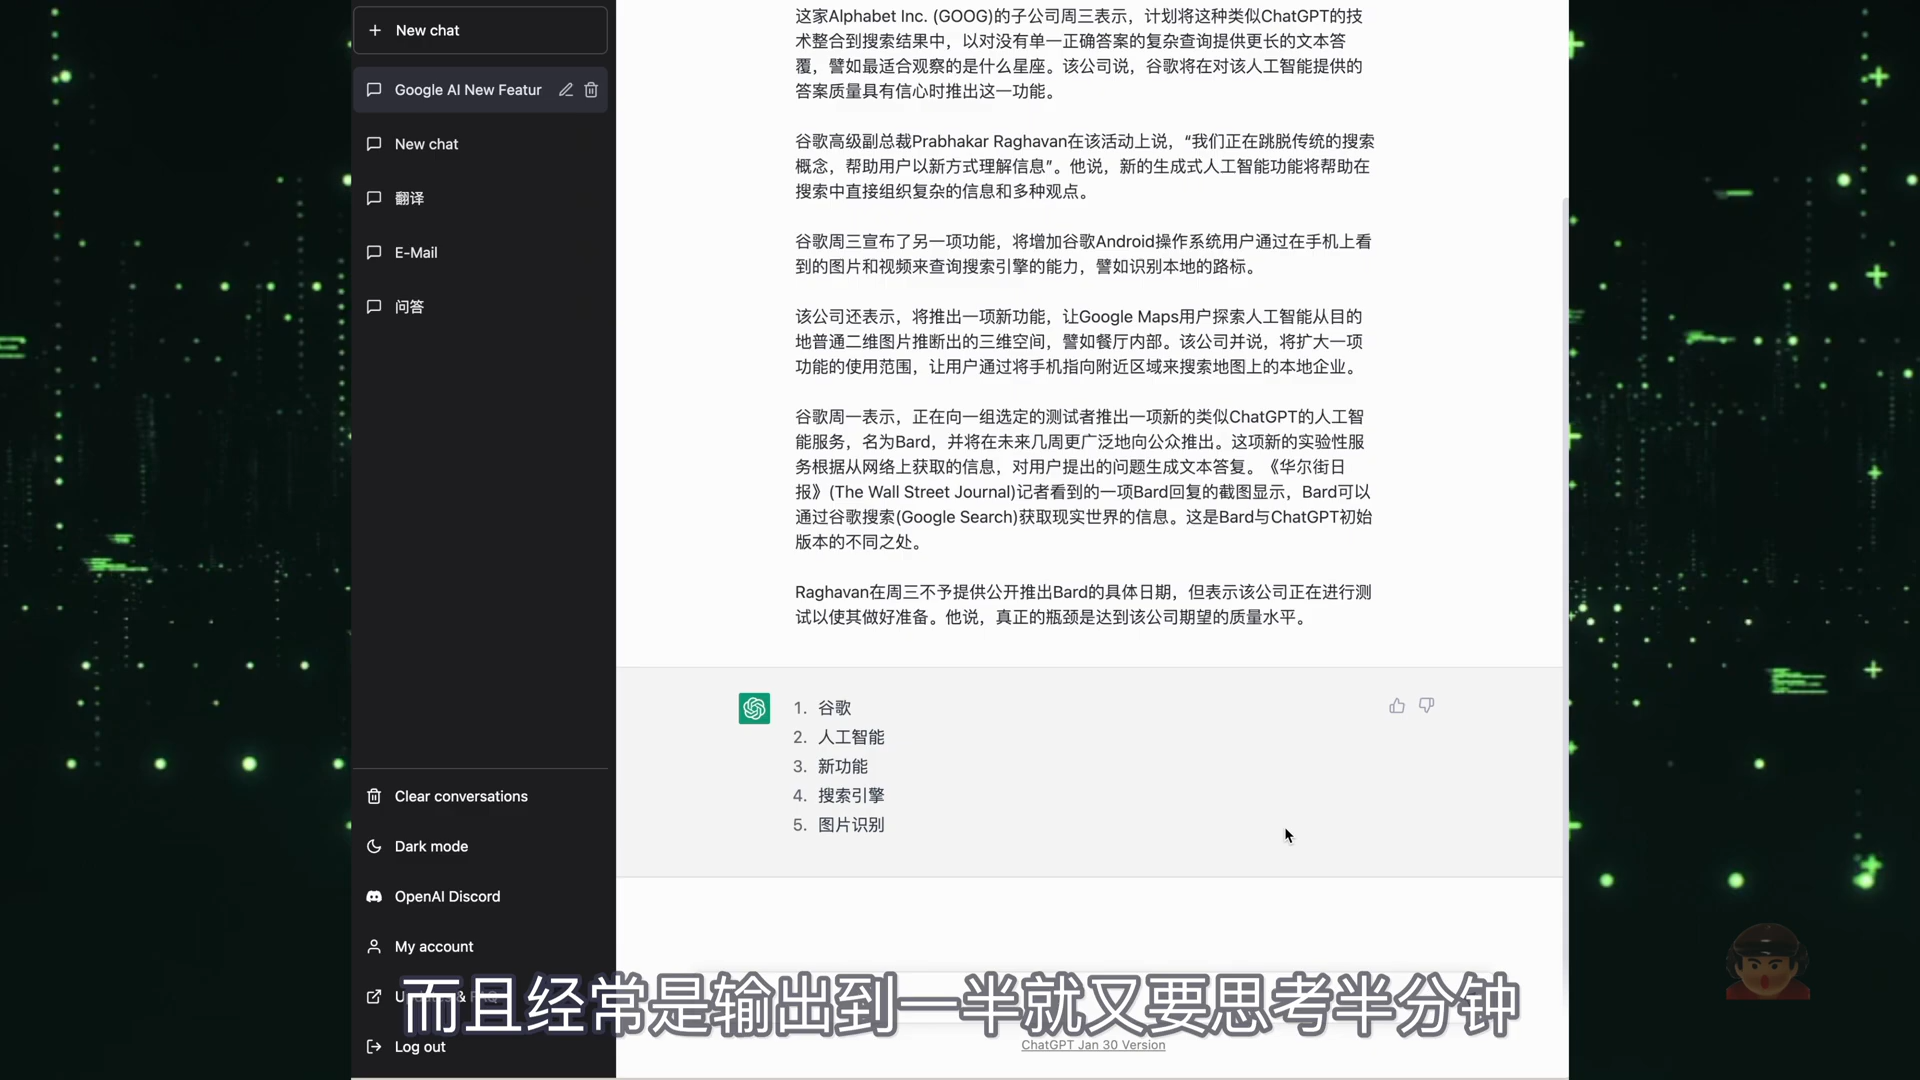 New chat
Google AI New Featur
New chat
翻译
E-Mail
问答
Clear conversations
Dark mode
OpenAI Discord
My account
Log out
这家Alphabet Inc. (GOOG)的子公司周三表示，计划将这种类似ChatGPT的技
术整合到搜索结果中，以对没有单一正确答案的复杂查询提供更长的文本答
覆，譬如最适合观察的是什么星座。该公司说，谷歌将在对该人工智能提供的
答案质量具有信心时推出这一功能。
谷歌高级副总裁Prabhakar Raghavan在该活动上说，“我们正在跳脱传统的搜索
概念，帮助用户以新方式理解信息”。他说，新的生成式人工智能功能将帮助在
搜索中直接组织复杂的信息和多种观点。
谷歌周三宣布了另一项功能，将增加谷歌Android操作系统用户通过在手机上看
到的图片和视频来查询搜索引擎的能力，譬如识别本地的路标。
该公司还表示，将推出一项新功能，让Google Maps用户探索人工智能从目的
地普通二维图片推断出的三维空间，譬如餐厅内部。该公司并说，将扩大一项
功能的使用范围，让用户通过将手机指向附近区域来搜索地图上的本地企业。
谷歌周一表示，正在向一组选定的测试者推出一项新的类似ChatGPT的人工智
能服务，名为Bard，并将在未来几周更广泛地向公众推出。这项新的实验性服
务根据从网络上获取的信息，对用户提出的问题生成文本答复。《华尔街日
报》(The Wall Street Journal)记者看到的一项Bard回复的截图显示，Bard可以
通过谷歌搜索(Google Search)获取现实世界的信息。这是Bard与ChatGPT初始
版本的不同之处。
Raghavan在周三不予提供公开推出Bard的具体日期，但表示该公司正在进行测
试以使其做好准备。他说，真正的瓶颈是达到该公司期望的质量水平。
1. 谷歌
2. 人工智能
3. 新功能
4. 搜索引擎
5. 图片识别
而且经常是输出到一半就又要思考半分钟
ChatGPT Jan 30 Version